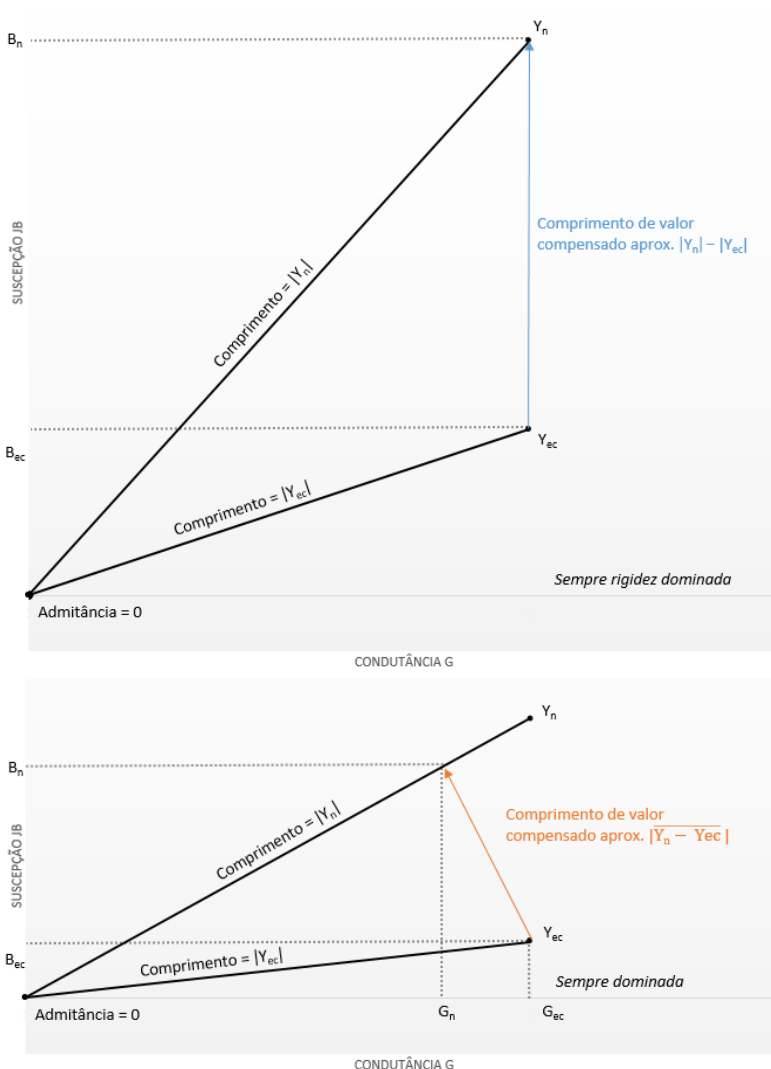 Yₙ
Bₙ
Comprimento de valor
compensado aprox. |Yₙ| – |Yec|
SUSCEPÇÃO JB
Comprimento = |Yₙ|
Yec
Bec
Comprimento = |Yec|
Sempre rigidez dominada
Admitância = 0
CONDUTÂNCIA G
Yₙ
Bₙ
Comprimento de valor
compensado aprox. |Yₙ – Yec |
SUSCEPÇÃO JB
Comprimento = |Yₙ|
Yec
Bec
Comprimento = |Yec|
Sempre dominada
Admitância = 0
Gₙ
Gec
CONDUTÂNCIA G